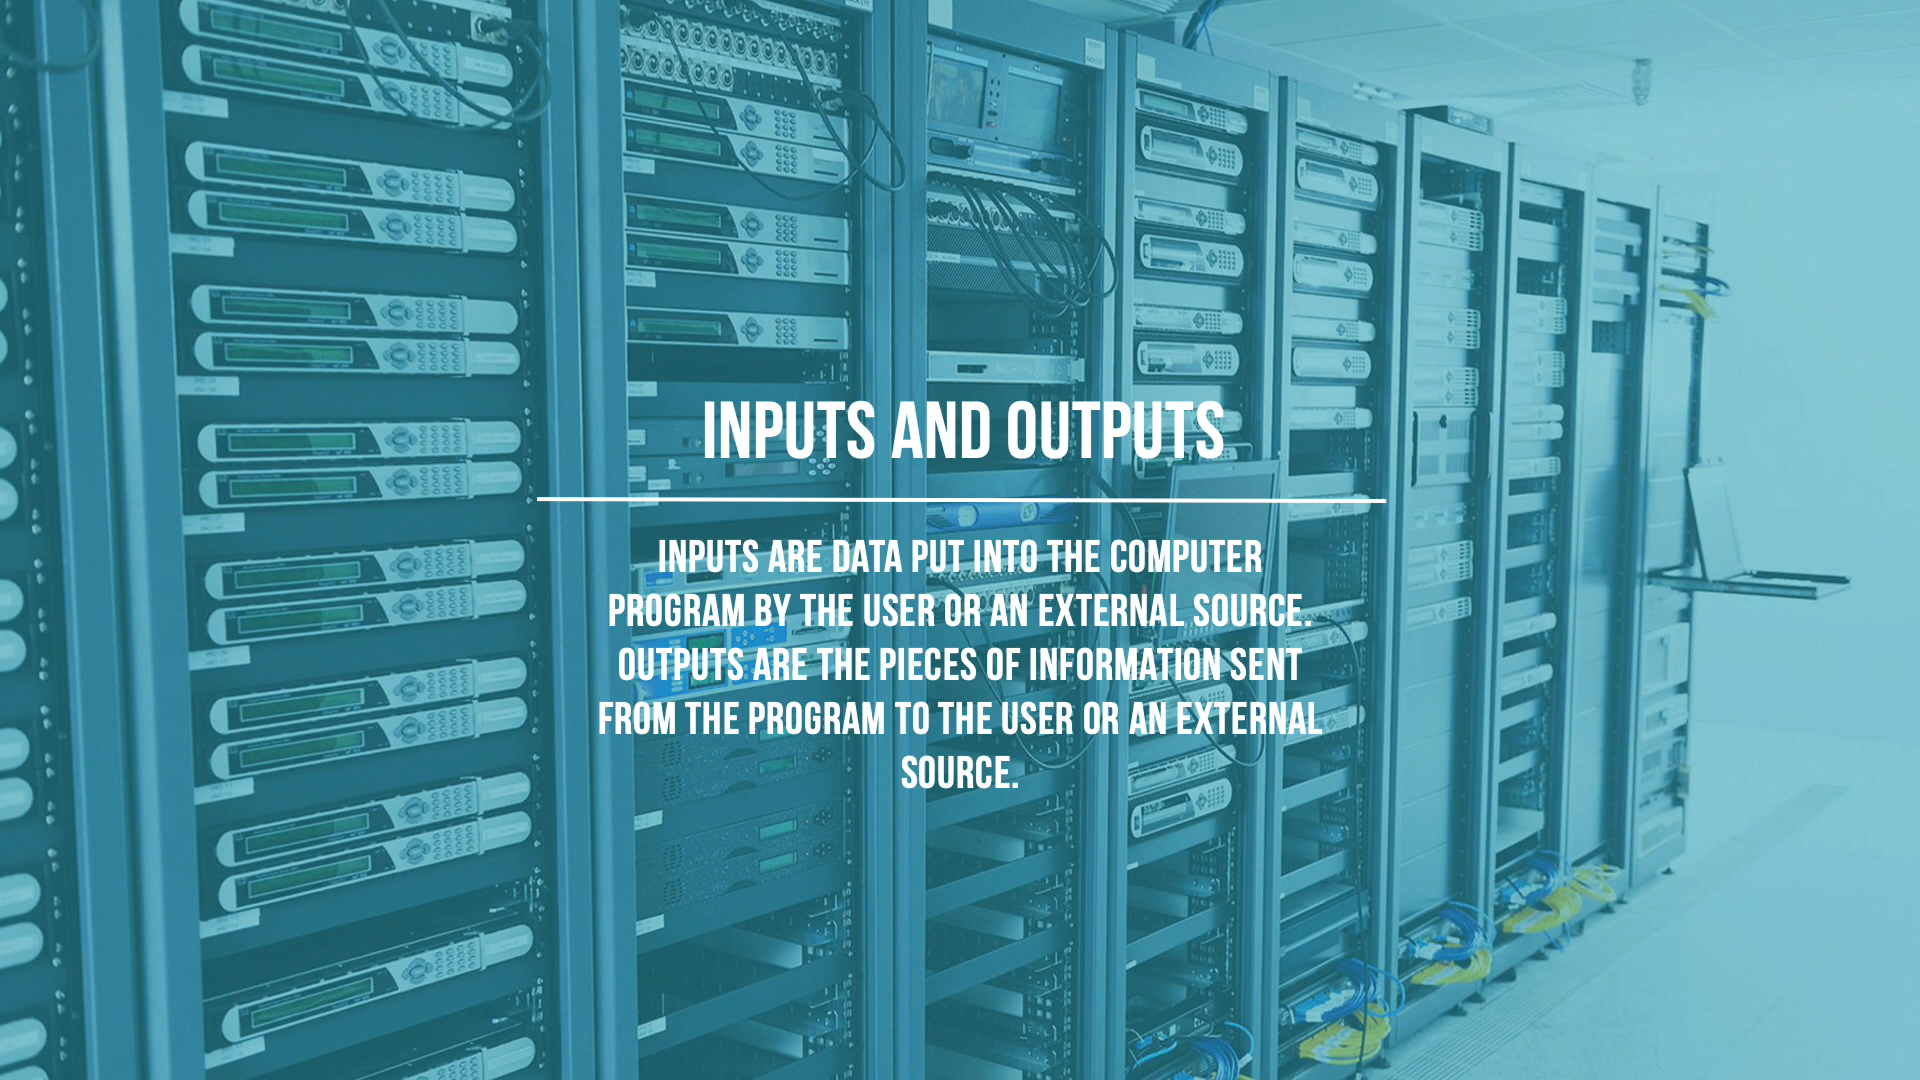 INPUTS AND OUTPUTS
INPUTS ARE DATA PUT INTO THE COMPUTER
PROGRAM BY THE USER OR AN EXTERNAL SOURCE.
OUTPUTS ARE THE PIECES OF INFORMATION SENT
FROM THE PROGRAM TO THE USER OR AN EXTERNAL
SOURCE.